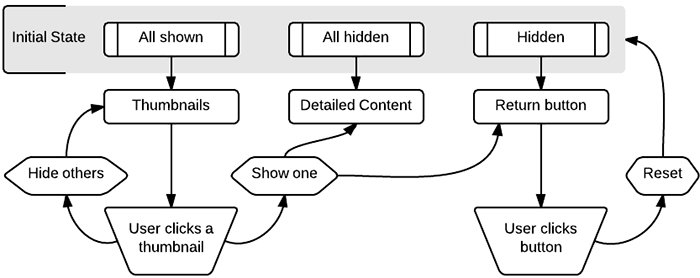 Initial State
All shown
All hidden
Hidden
Thumbnails
Detailed Content
Return button
Hide others
Show one
Reset
User clicks a
thumbnail
User clicks
button